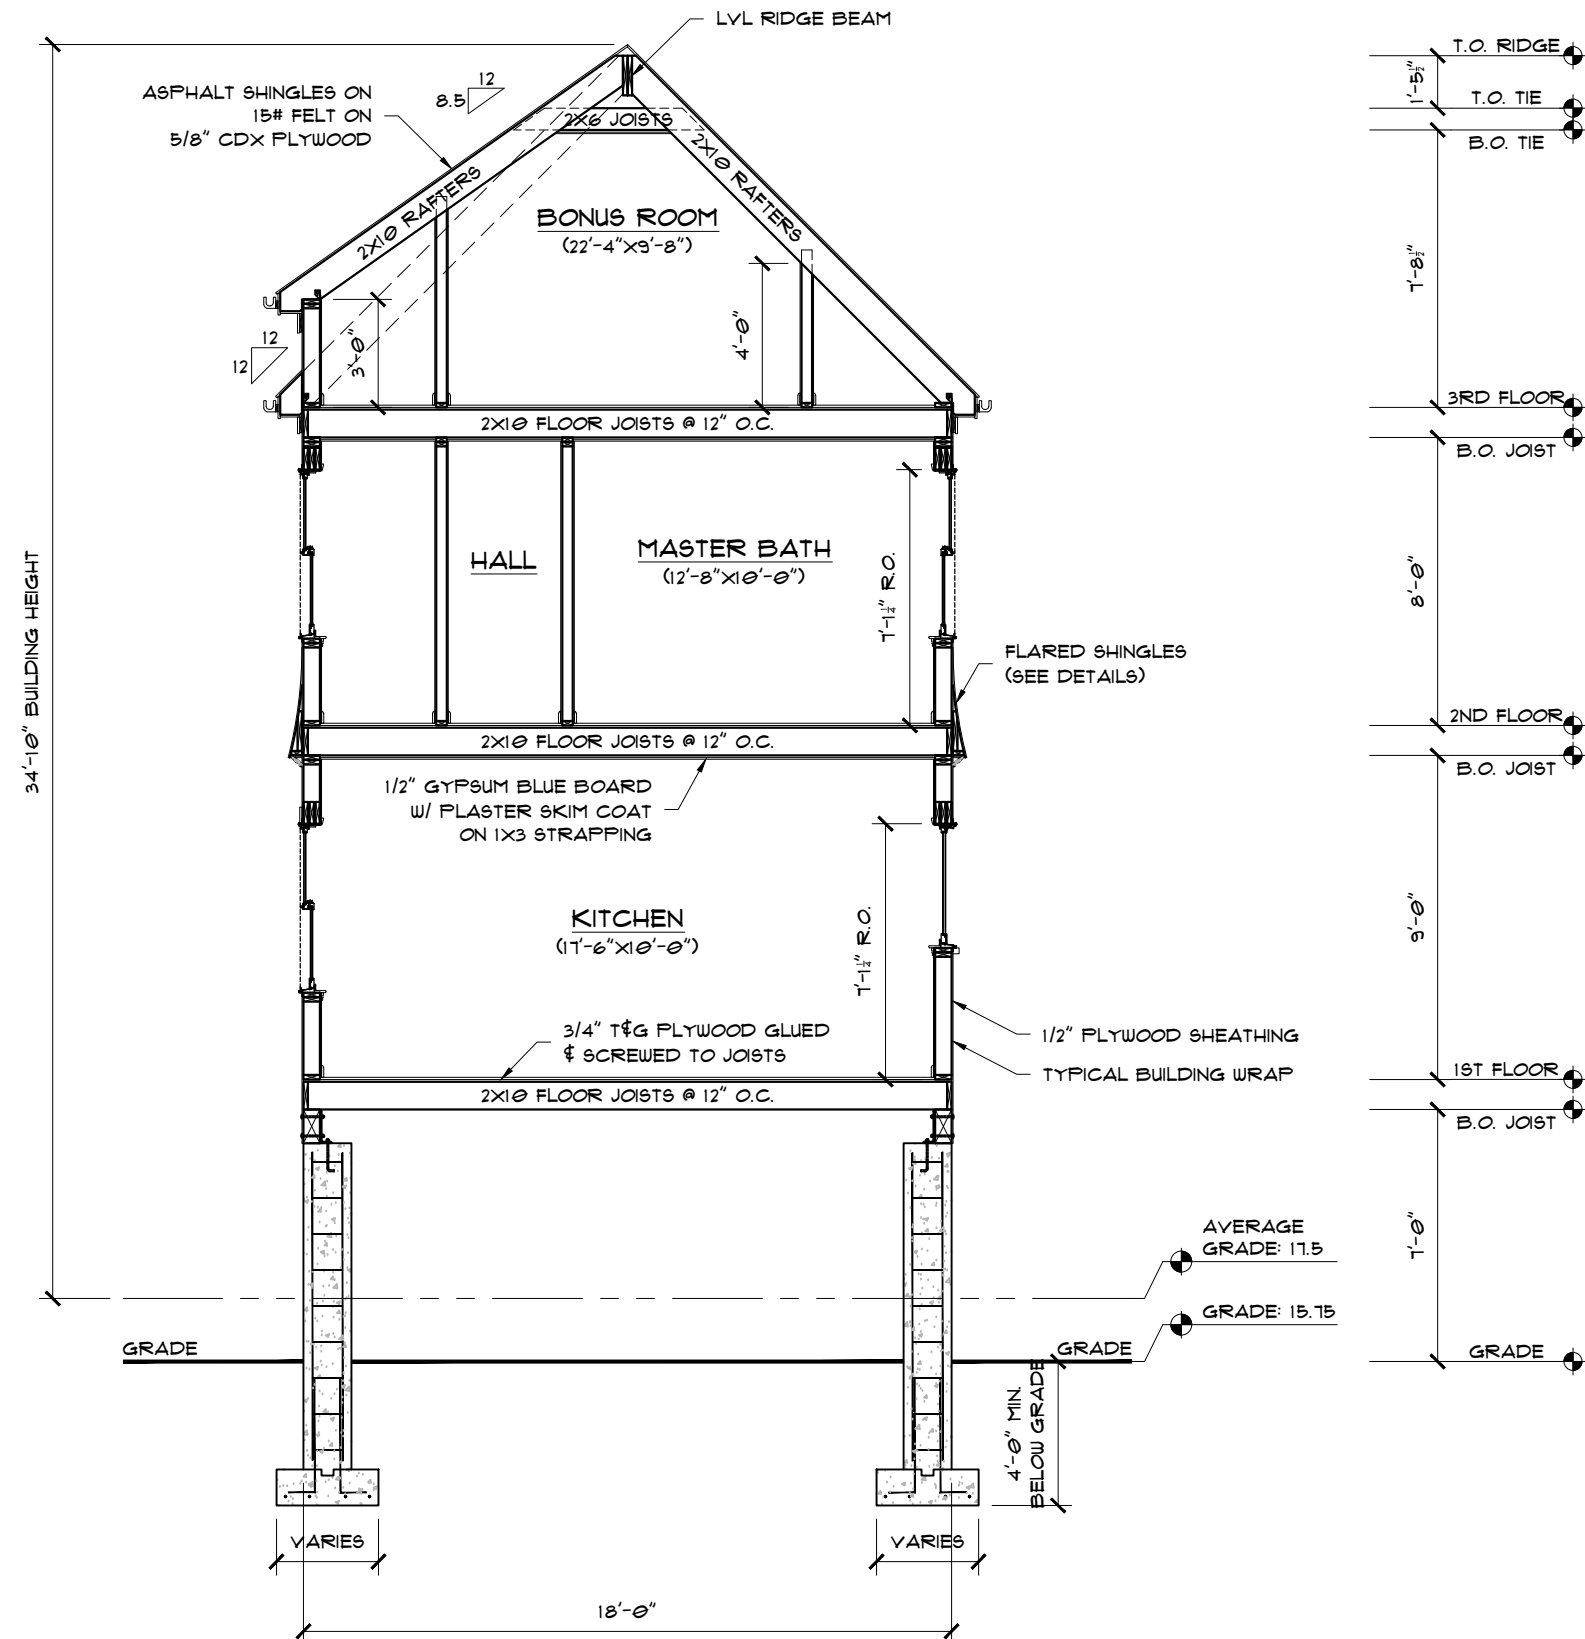 LVL RIDGE BEAM
T.O. RIDGE
1'-5½"
T.O. TIE
B.O. TIE
ASPHALT SHINGLES ON
15# FELT ON
5/8" CDX PLYWOOD
12
8.5
2X6 JOISTS
2X10 RAFTERS
2X10 RAFTERS
BONUS ROOM
(22'-4"X9'-8")
7'-8½"
12
12
3'-0"
4'-0"
3RD FLOOR
2X10 FLOOR JOISTS @ 12" O.C.
B.O. JOIST
34'-10" BUILDING HEIGHT
HALL
MASTER BATH
(12'-8"X10'-0")
7'-1¼" R.O.
8'-0"
FLARED SHINGLES
(SEE DETAILS)
2ND FLOOR
2X10 FLOOR JOISTS @ 12" O.C.
B.O. JOIST
1/2" GYPSUM BLUE BOARD
W/ PLASTER SKIM COAT
ON 1X3 STRAPPING
KITCHEN
(17'-6"X10'-0")
7'-1¼" R.O.
9'-0"
3/4" T&G PLYWOOD GLUED
& SCREWED TO JOISTS
1/2" PLYWOOD SHEATHING
TYPICAL BUILDING WRAP
1ST FLOOR
2X10 FLOOR JOISTS @ 12" O.C.
B.O. JOIST
AVERAGE
GRADE: 17.5
7'-0"
GRADE: 15.75
GRADE
GRADE
GRADE
4'-0" MIN.
BELOW GRADE
VARIES
VARIES
18'-0"